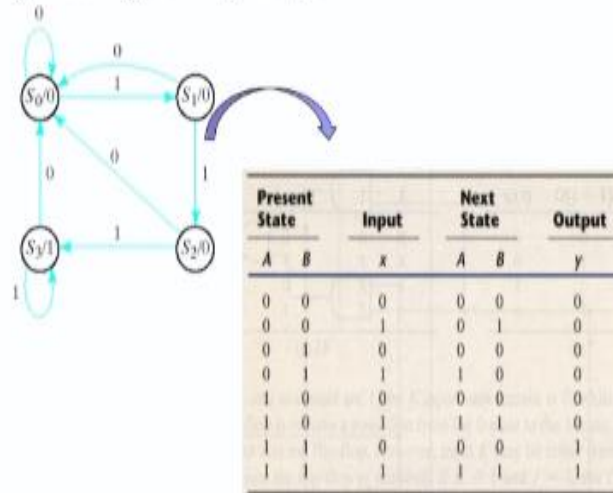 0
0
S0/0
1
S1/0
0
0
1
S3/1
1
S2/0
1
Present State Input Next State Output
A B x A B y
0 0 0 0 0 0
0 0 1 0 1 0
0 1 0 0 0 0
0 1 1 1 0 0
1 0 0 0 0 0
1 0 1 1 1 0
1 1 0 0 0 1
1 1 1 1 1 1